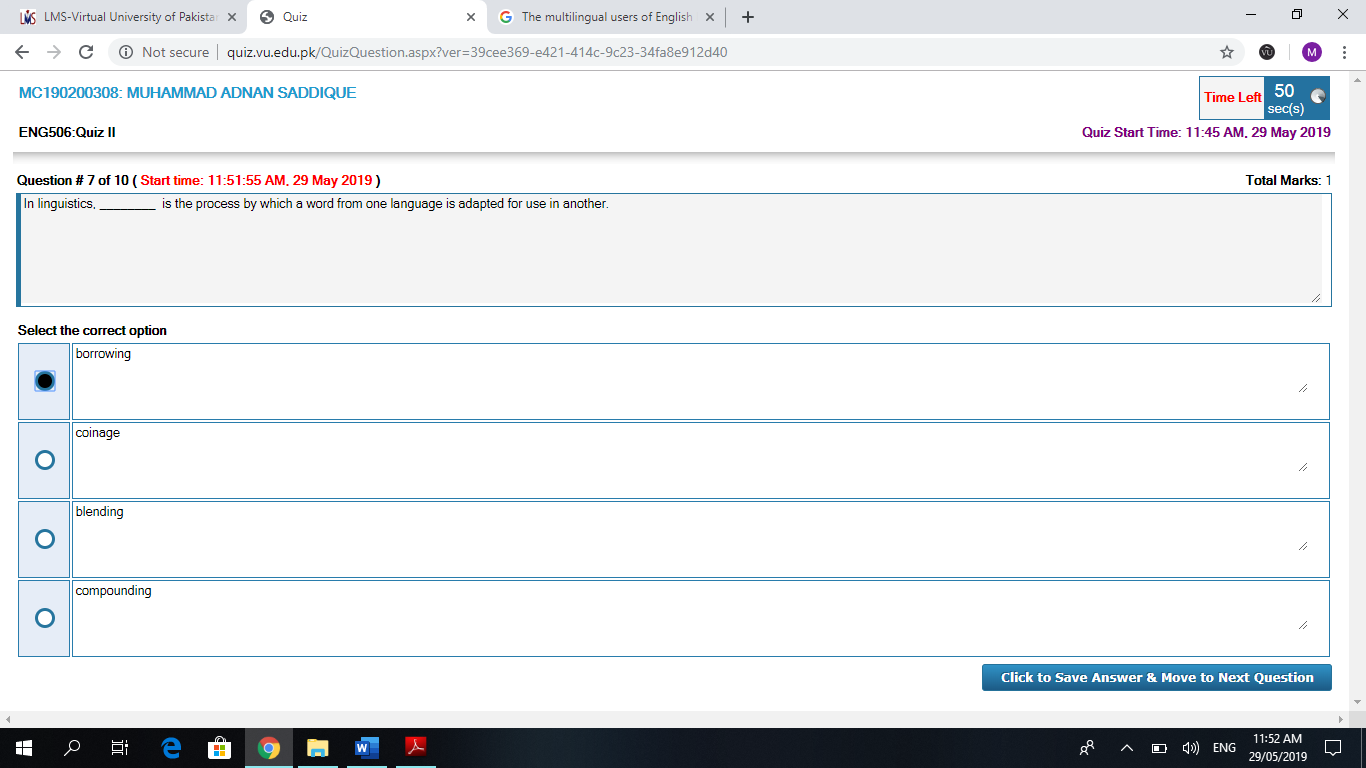 LMS-Virtual University of Pakista
Quiz
The multilingual users of English
Not secure
quiz.vu.edu.pk/QuizQuestion.aspx?ver=39cee369-e421-414c-9c23-34fa8e912d40
VU
M
MC190200308: MUHAMMAD ADNAN SADDIQUE
Time Left
50
sec(s)
ENG506:Quiz II
Quiz Start Time: 11:45 AM, 29 May 2019
Question # 7 of 10 ( Start time: 11:51:55 AM, 29 May 2019 )
Total Marks: 1
In linguistics, ________ is the process by which a word from one language is adapted for use in another.
Select the correct option
borrowing
coinage
blending
compounding
Click to Save Answer & Move to Next Question
ENG
11:52 AM
29/05/2019